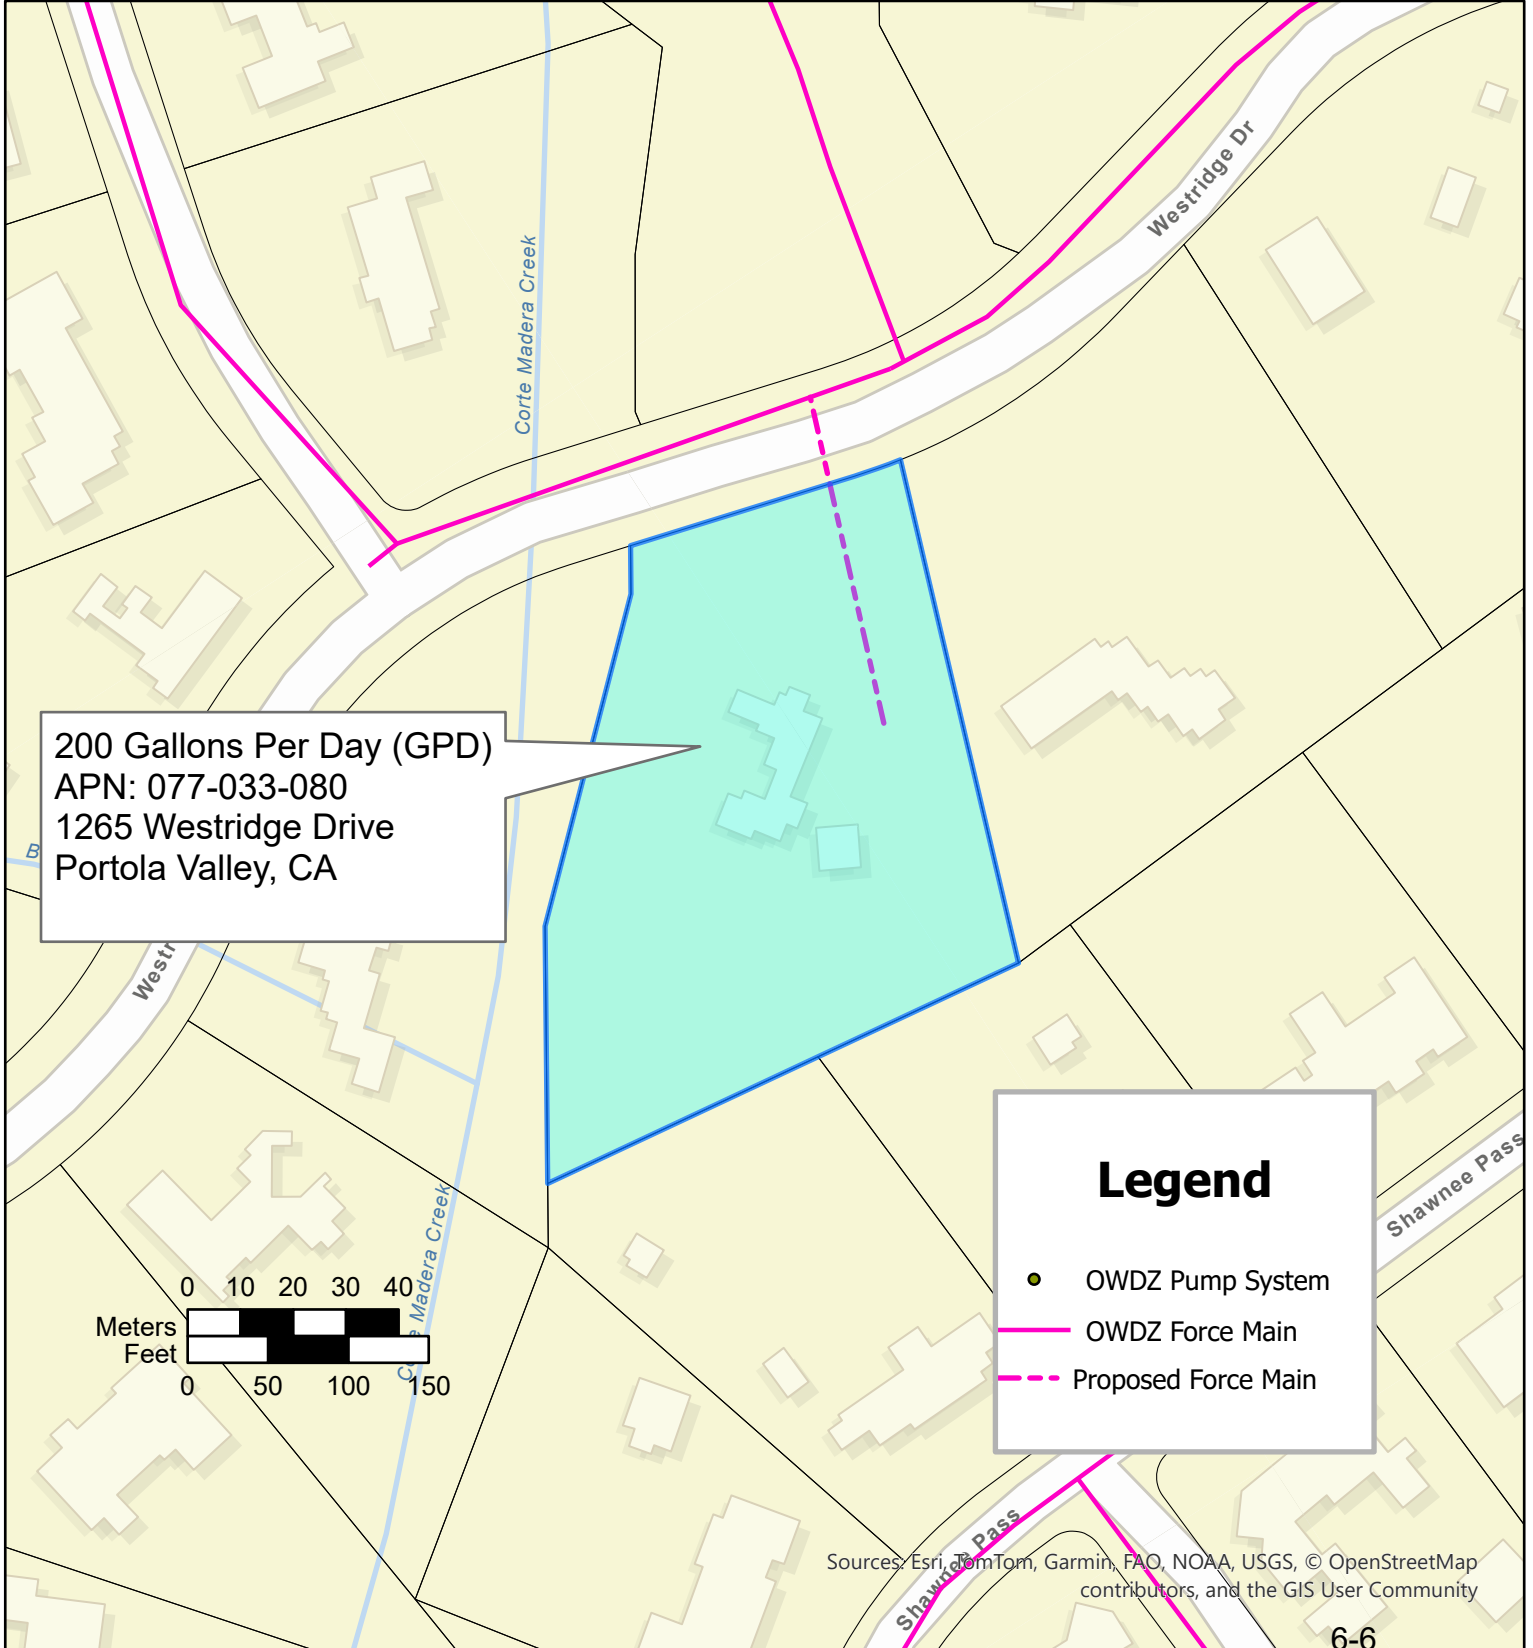 Westridge Dr
Corte Madera Creek
200 Gallons Per Day (GPD)
APN: 077-033-080
1265 Westridge Drive
Portola Valley, CA
B
Westr
Legend
OWDZ Pump System
OWDZ Force Main
Proposed Force Main
Shawnee Pass
Madera Creek
0 10 20 30 40
Meters
Feet
0 50 100 150
Shawnee Pass
Sources: Esri, TomTom, Garmin, FAO, NOAA, USGS, © OpenStreetMap
contributors, and the GIS User Community
6-6